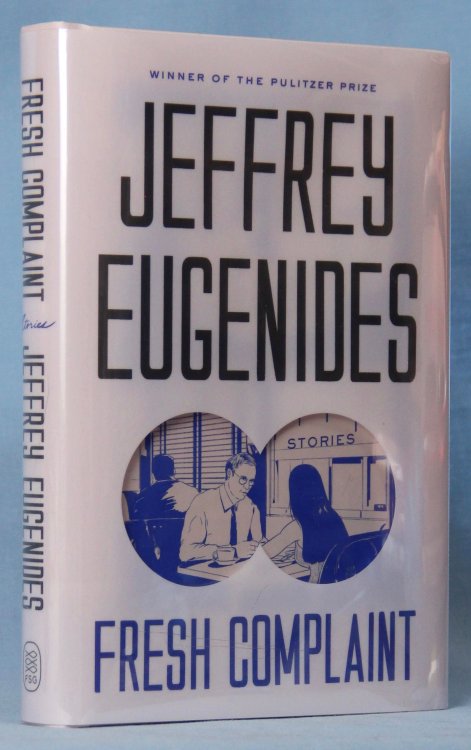 WINNER OF THE PULITZER PRIZE
JEFFREY
EUGENIDES
STORIES
FRESH COMPLAINT
FRESH COMPLAINT Stories JEFFREY EUGENIDES
FSG